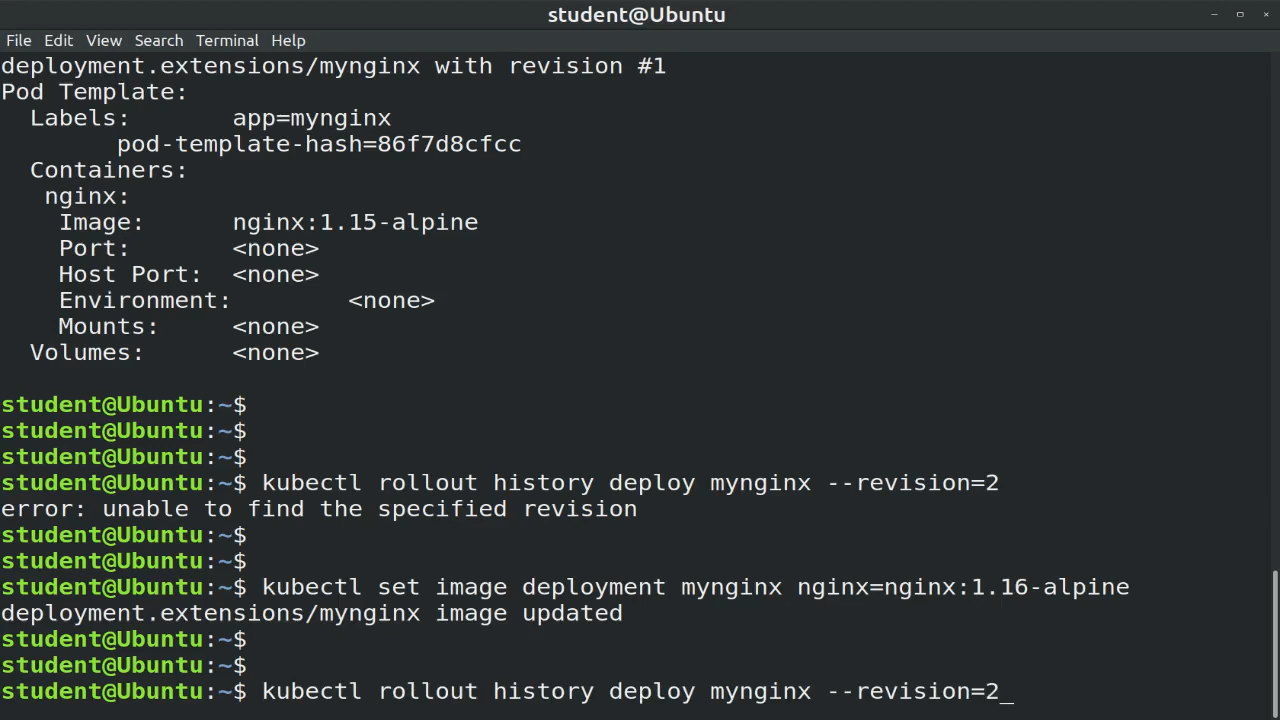 student@Ubuntu
File Edit View Search Terminal Help
deployment.extensions/mynginx with revision #1
Pod Template:
  Labels:       app=mynginx
        pod-template-hash=86f7d8cfcc
  Containers:
   nginx:
    Image:      nginx:1.15-alpine
    Port:       <none>
    Host Port:  <none>
    Environment:        <none>
    Mounts:     <none>
  Volumes:      <none>
student@Ubuntu:~$
student@Ubuntu:~$
student@Ubuntu:~$
student@Ubuntu:~$ kubectl rollout history deploy mynginx --revision=2
error: unable to find the specified revision
student@Ubuntu:~$
student@Ubuntu:~$
student@Ubuntu:~$ kubectl set image deployment mynginx nginx=nginx:1.16-alpine
deployment.extensions/mynginx image updated
student@Ubuntu:~$
student@Ubuntu:~$
student@Ubuntu:~$ kubectl rollout history deploy mynginx --revision=2_